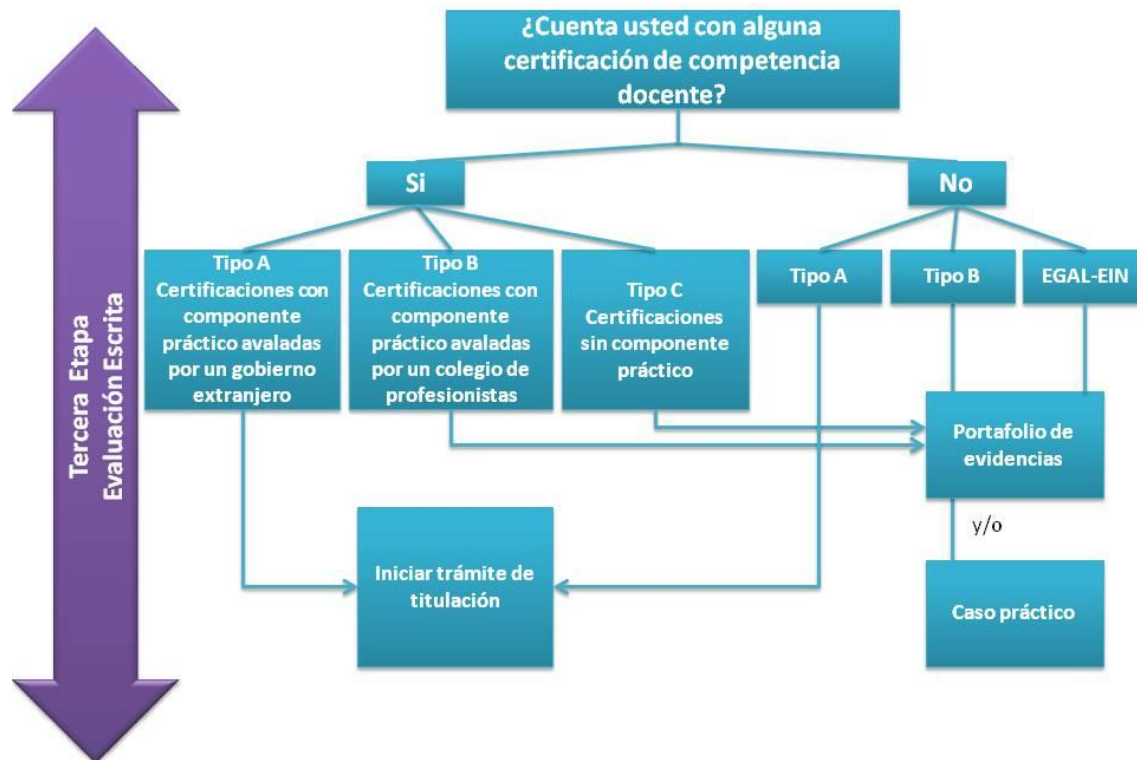 ¿Cuenta usted con alguna
certificación de competencia
docente?
Si
No
Tipo A
Certificaciones con
componente
práctico avaladas
por un gobierno
extranjero
Tipo B
Certificaciones con
componente
práctico avaladas
por un colegio de
profesionistas
Tipo C
Certificaciones
sin componente
práctico
Tipo A
Tipo B
EGAL-EIN
Tercera Etapa
Evaluación Escrita
Portafolio de
evidencias
y/o
Iniciar trámite de
titulación
Caso práctico